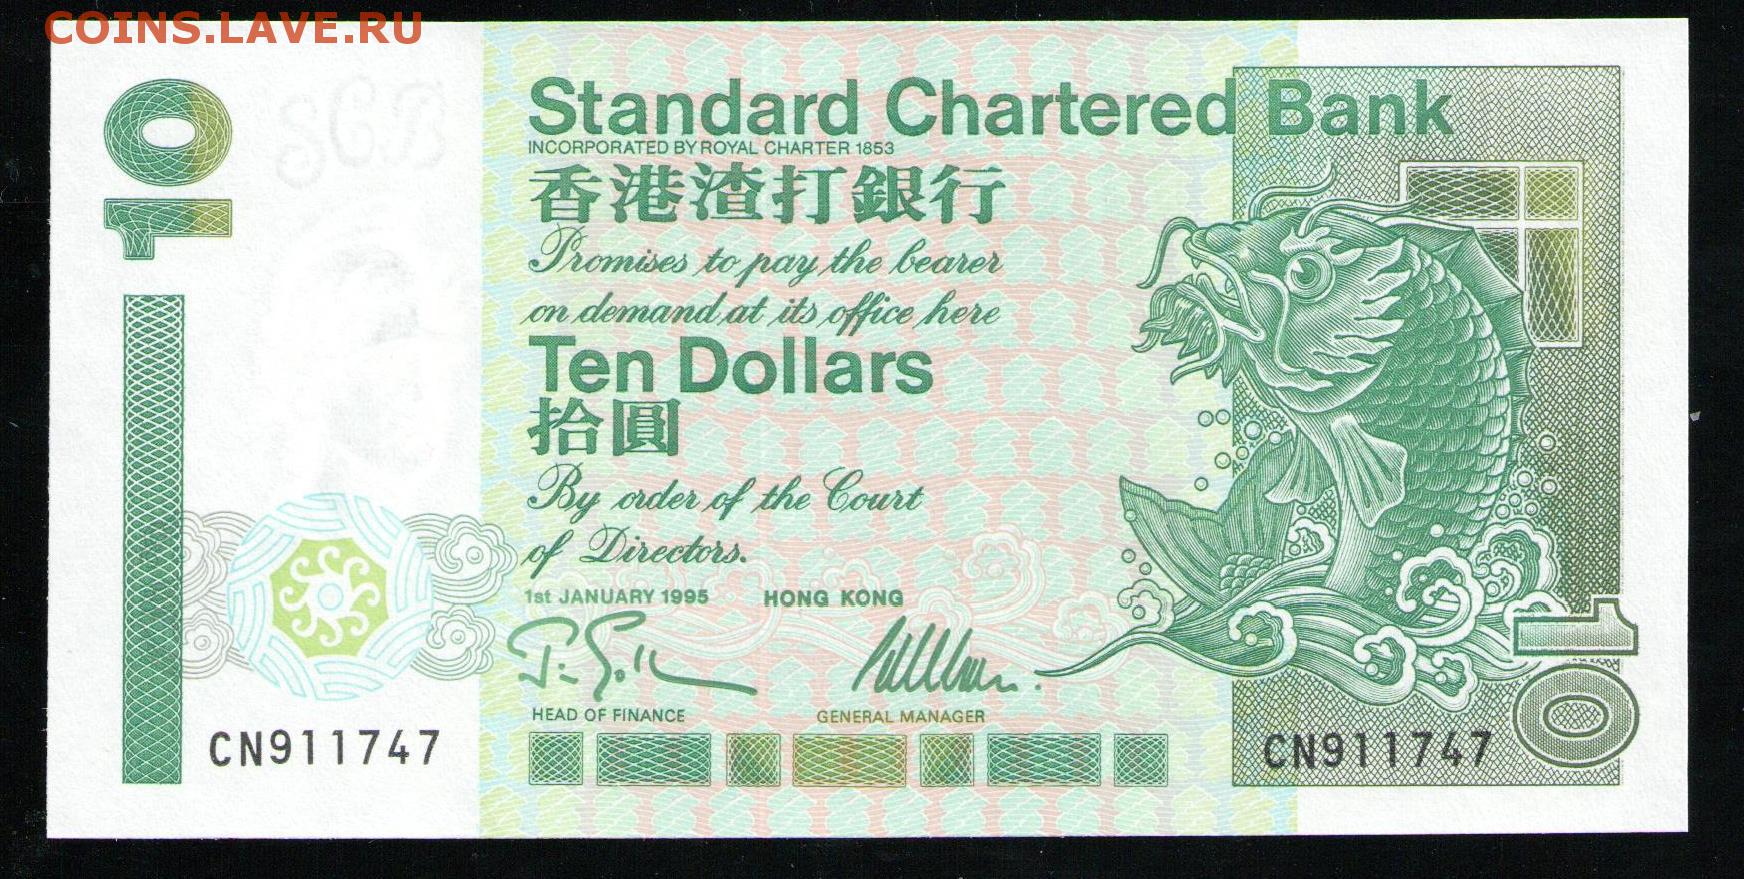 COINS.LAVE.RU
10
SCB
Standard Chartered Bank
INCORPORATED BY ROYAL CHARTER 1853
香港渣打銀行
Promises to pay the bearer
on demand at its office here
Ten Dollars
拾圓
By order of the Court
of Directors.
1st JANUARY 1995 HONG KONG
HEAD OF FINANCE GENERAL MANAGER
CN911747 CN911747
10